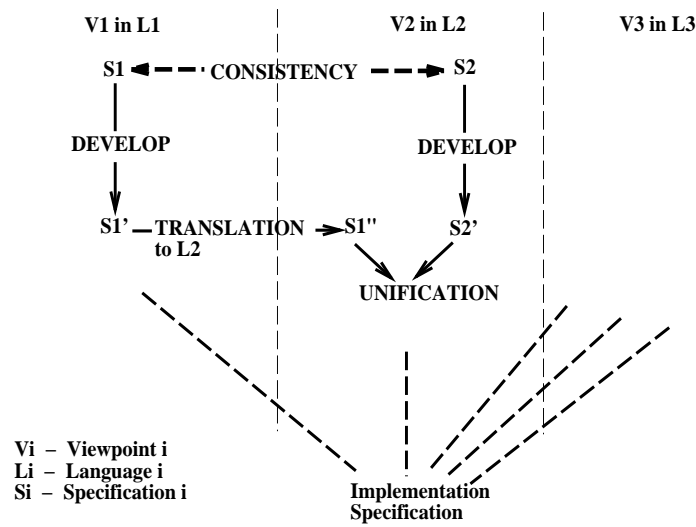 V1 in L1 V2 in L2 V3 in L3
S1 CONSISTENCY S2
DEVELOP DEVELOP
S1' TRANSLATION S1'' S2'
to L2
UNIFICATION
Vi – Viewpoint i
Li – Language i
Si – Specification i
Implementation
Specification